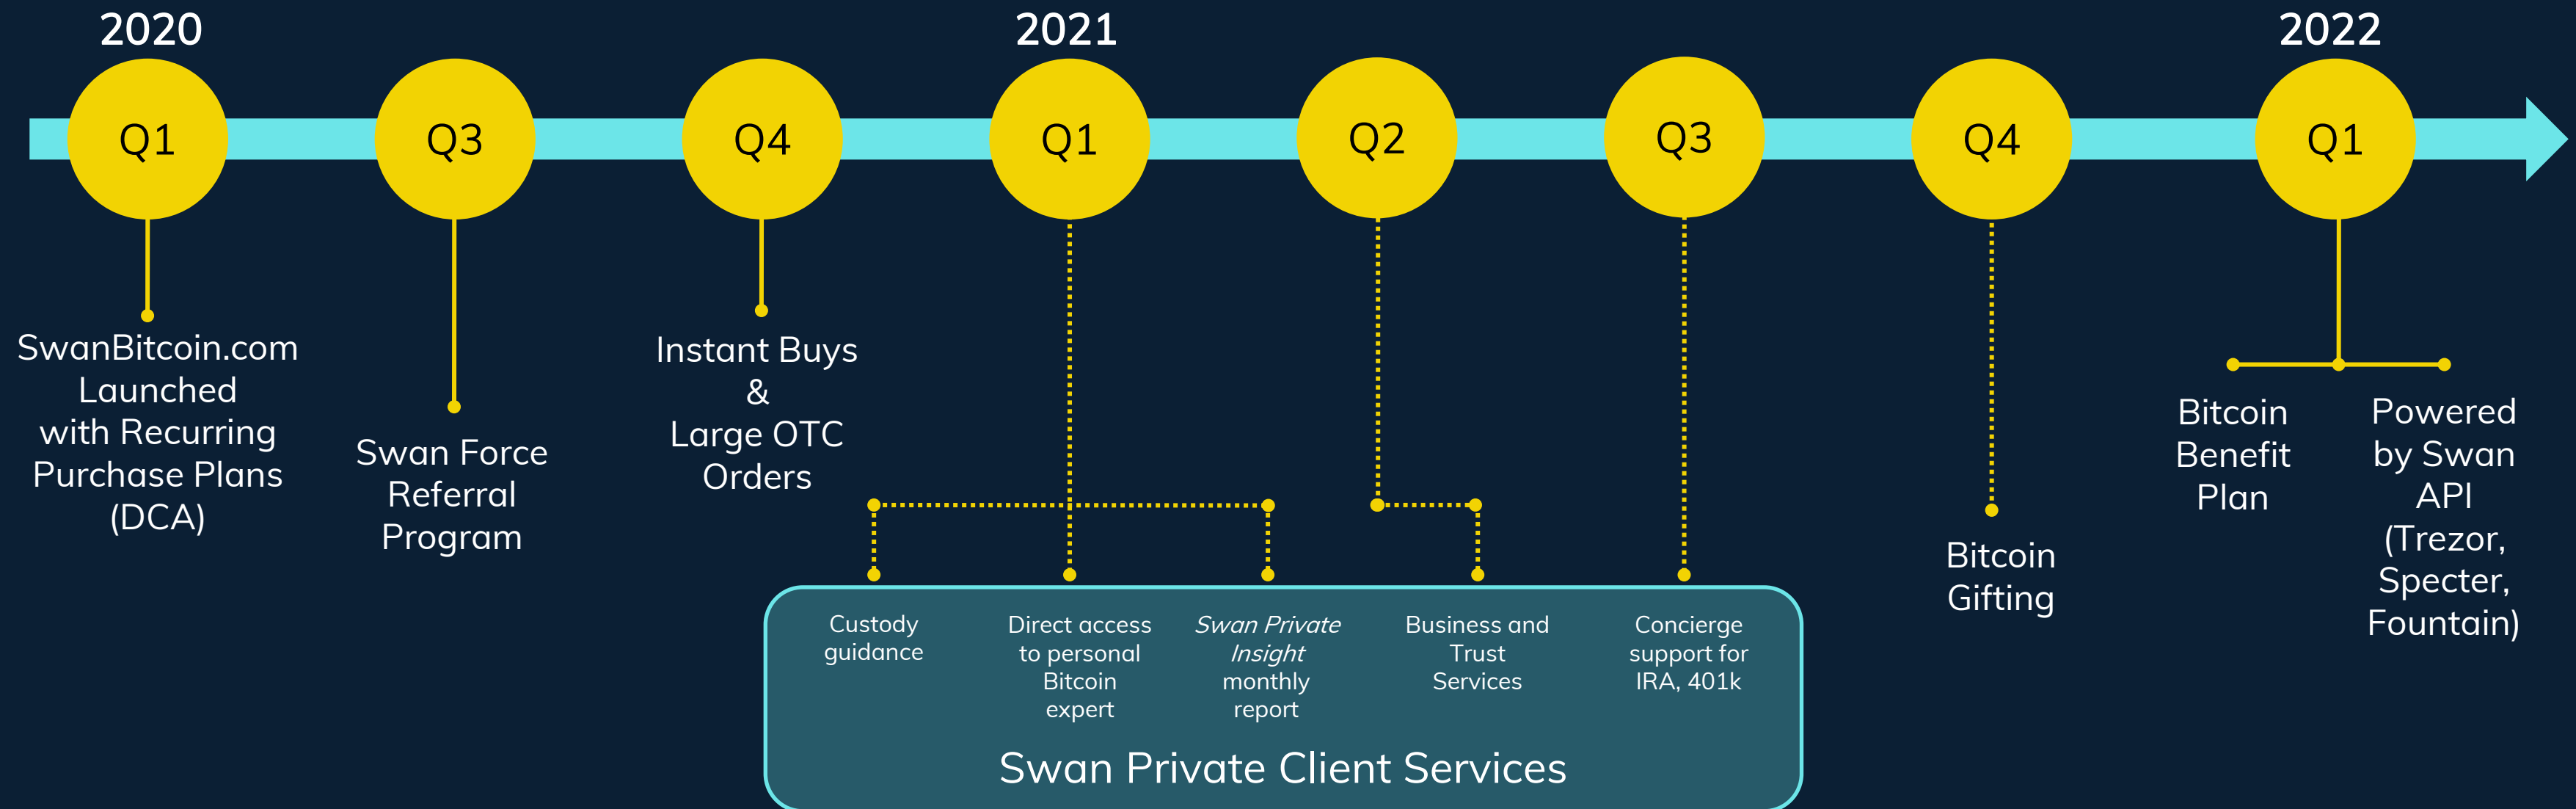 2020
2021
2022
Q1
Q3
Q4
Q1
Q2
Q3
Q4
Q1
SwanBitcoin.com
Launched
with Recurring
Purchase Plans
(DCA)
Swan Force
Referral
Program
Instant Buys
&
Large OTC
Orders
Custody
guidance
Direct access
to personal
Bitcoin
expert
Swan Private
Insight
monthly
report
Business and
Trust
Services
Concierge
support for
IRA, 401k
Swan Private Client Services
Bitcoin
Gifting
Bitcoin
Benefit
Plan
Powered
by Swan
API
(Trezor,
Specter,
Fountain)